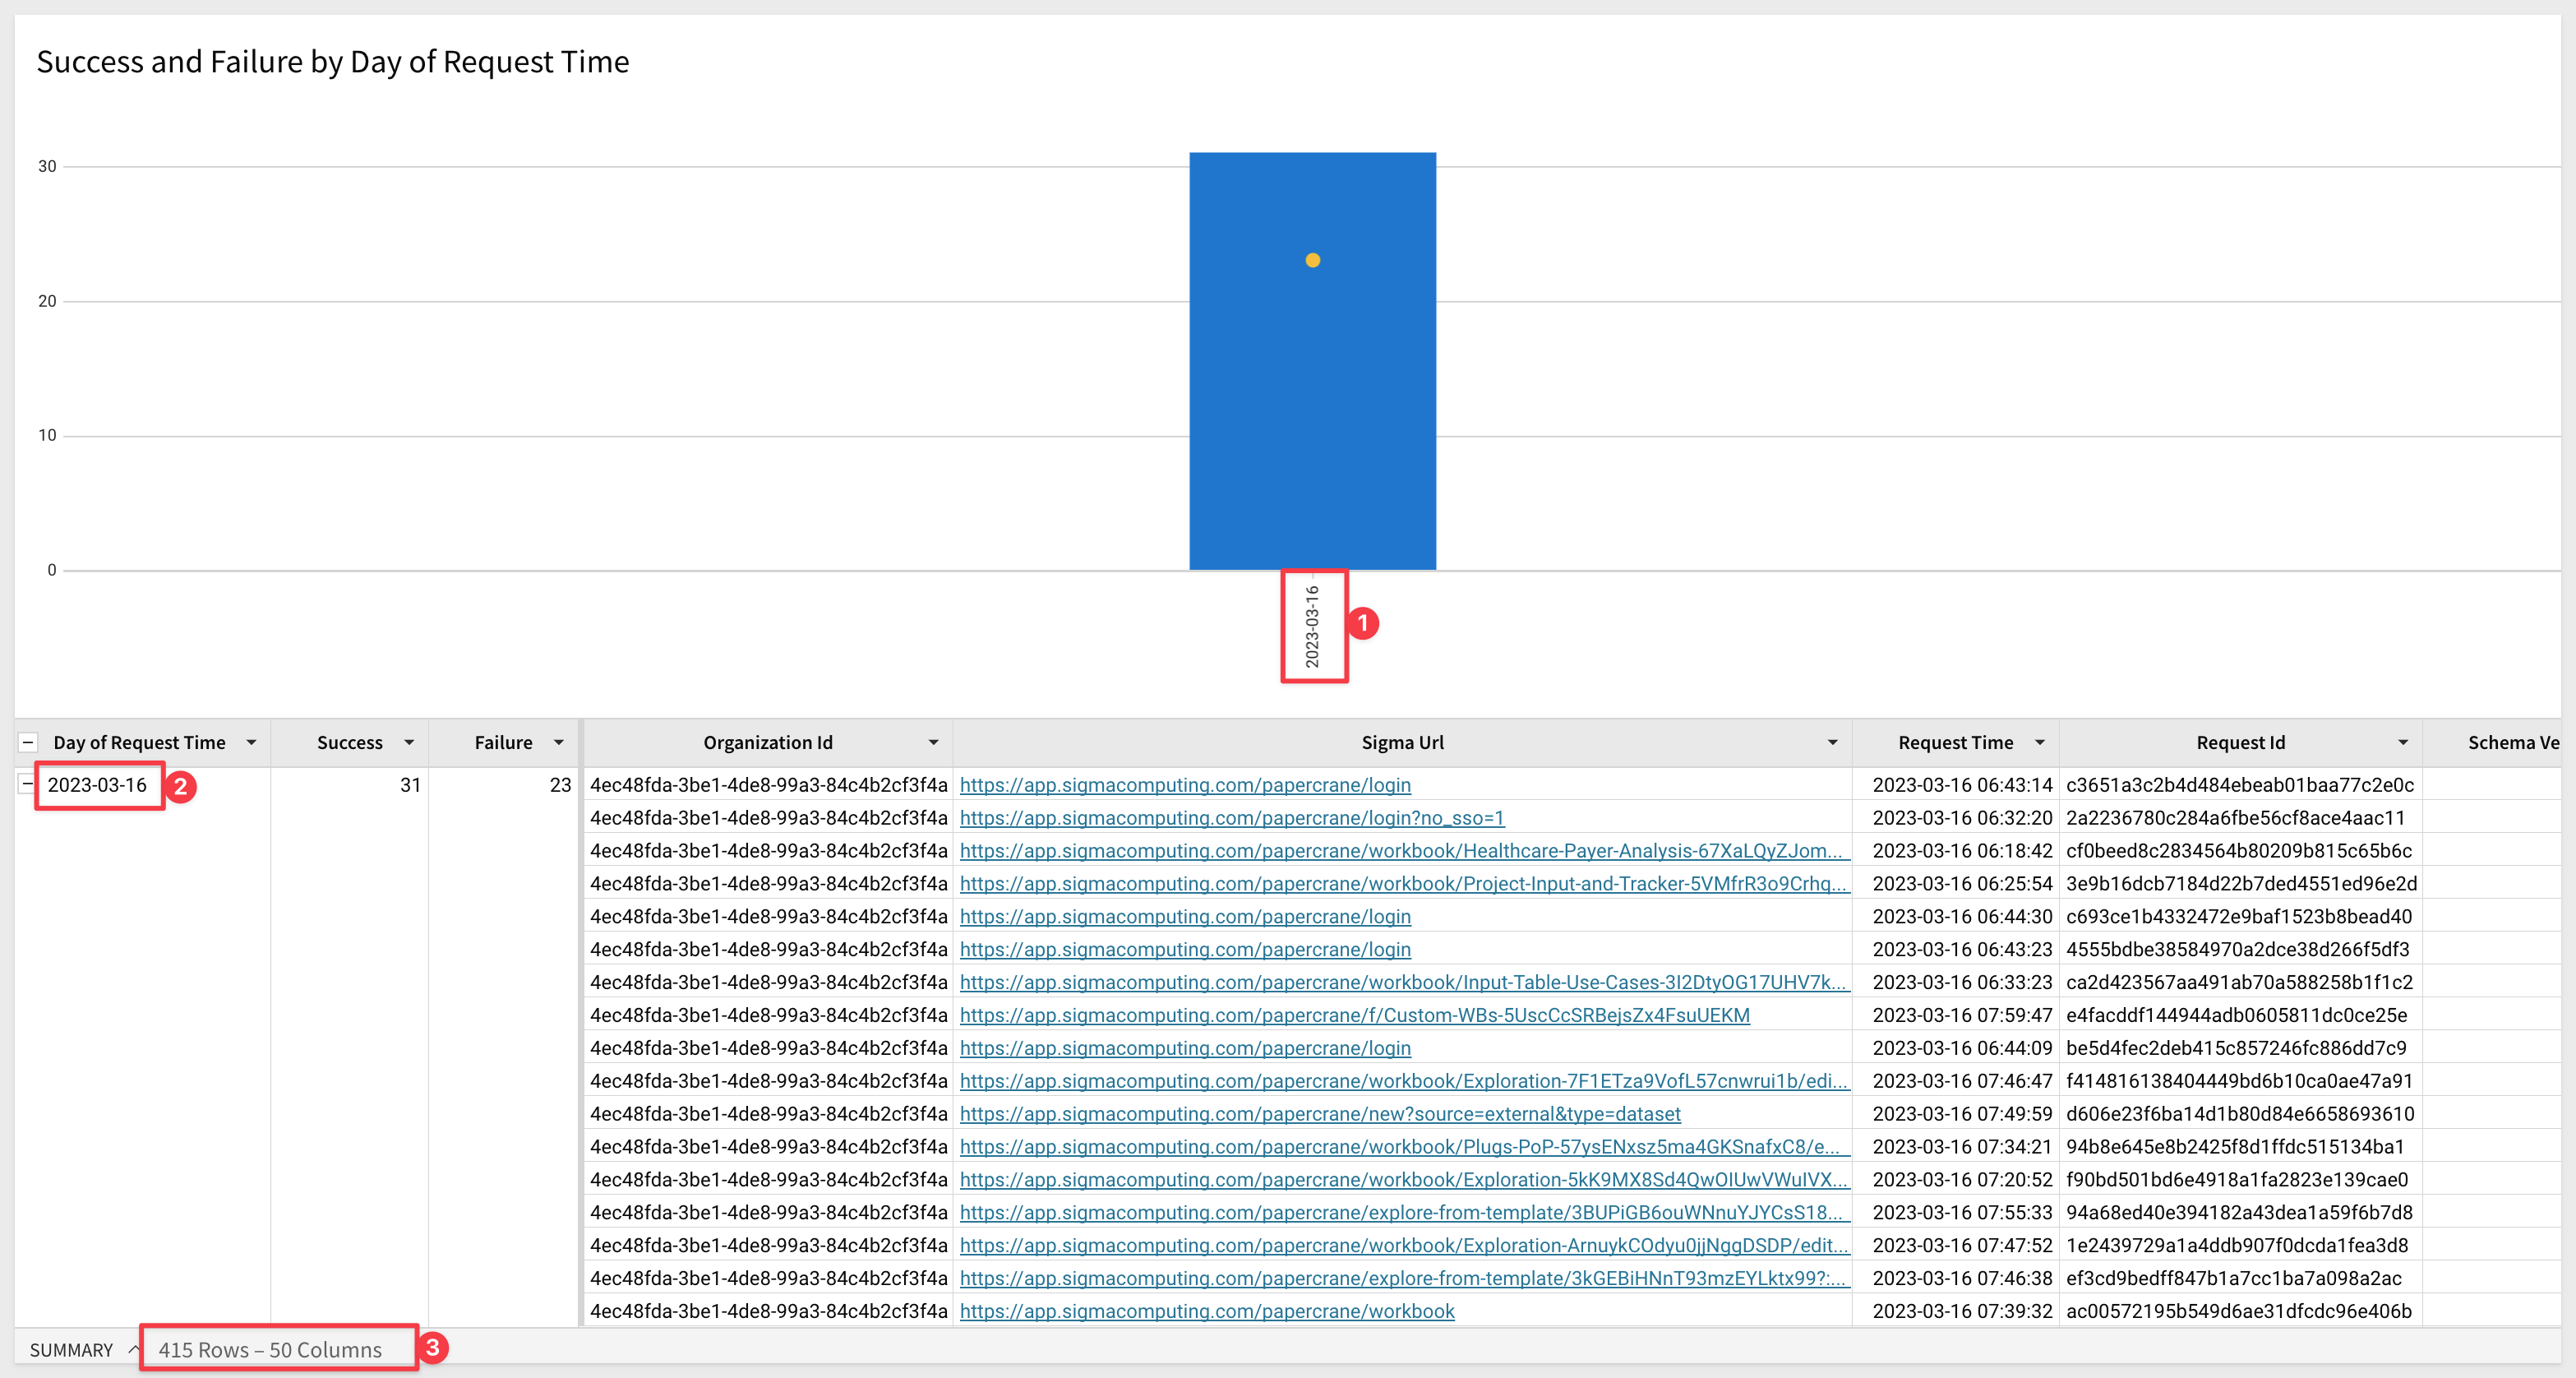 Success and Failure by Day of Request Time
30
20
10
0
2023-03-16
1
Day of Request Time Success Failure Organization Id Sigma Url Request Time Request Id Schema Ve
2023-03-16 2 31 23 4ec48fda-3be1-4de8-99a3-84c4b2cf3f4a https://app.sigmacomputing.com/papercrane/login 2023-03-16 06:43:14 c3651a3c2b4d484ebeab01baa77c2e0c
4ec48fda-3be1-4de8-99a3-84c4b2cf3f4a https://app.sigmacomputing.com/papercrane/login?no_sso=1 2023-03-16 06:32:20 2a2236780c284a6fbe56cf8ace4aac11
4ec48fda-3be1-4de8-99a3-84c4b2cf3f4a https://app.sigmacomputing.com/papercrane/workbook/Healthcare-Payer-Analysis-67XaLQyZJom... 2023-03-16 06:18:42 cf0beed8c2834564b80209b815c65b6c
4ec48fda-3be1-4de8-99a3-84c4b2cf3f4a https://app.sigmacomputing.com/papercrane/workbook/Project-Input-and-Tracker-5VMfrR3o9Crhq... 2023-03-16 06:25:54 3e9b16dcb7184d22b7ded4551ed96e2d
4ec48fda-3be1-4de8-99a3-84c4b2cf3f4a https://app.sigmacomputing.com/papercrane/login 2023-03-16 06:44:30 c693ce1b4332472e9baf1523b8bead40
4ec48fda-3be1-4de8-99a3-84c4b2cf3f4a https://app.sigmacomputing.com/papercrane/login 2023-03-16 06:43:23 4555bdbe38584970a2dce38d266f5df3
4ec48fda-3be1-4de8-99a3-84c4b2cf3f4a https://app.sigmacomputing.com/papercrane/workbook/Input-Table-Use-Cases-3I2DtyOG17UHV7k... 2023-03-16 06:33:23 ca2d423567aa491ab70a588258b1f1c2
4ec48fda-3be1-4de8-99a3-84c4b2cf3f4a https://app.sigmacomputing.com/papercrane/f/Custom-WBs-5UscCcSRBejsZx4FsuUEKM 2023-03-16 07:59:47 e4facddf144944adb0605811dc0ce25e
4ec48fda-3be1-4de8-99a3-84c4b2cf3f4a https://app.sigmacomputing.com/papercrane/login 2023-03-16 06:44:09 be5d4fec2deb415c857246fc886dd7c9
4ec48fda-3be1-4de8-99a3-84c4b2cf3f4a https://app.sigmacomputing.com/papercrane/workbook/Exploration-7F1ETza9VofL57cnwrui1b/edi... 2023-03-16 07:46:47 f414816138404449bd6b10ca0ae47a91
4ec48fda-3be1-4de8-99a3-84c4b2cf3f4a https://app.sigmacomputing.com/papercrane/new?source=external&type=dataset 2023-03-16 07:49:59 d606e23f6ba14d1b80d84e6658693610
4ec48fda-3be1-4de8-99a3-84c4b2cf3f4a https://app.sigmacomputing.com/papercrane/workbook/Plugs-PoP-57ysENxsz5ma4GKSnafxC8/e... 2023-03-16 07:34:21 94b8e645e8b2425f8d1ffdc515134ba1
4ec48fda-3be1-4de8-99a3-84c4b2cf3f4a https://app.sigmacomputing.com/papercrane/workbook/Exploration-5kK9MX8Sd4QwOIUwVWuIVX... 2023-03-16 07:20:52 f90bd501bd6e4918a1fa2823e139cae0
4ec48fda-3be1-4de8-99a3-84c4b2cf3f4a https://app.sigmacomputing.com/papercrane/explore-from-template/3BUPiGB6ouWNnuYJYCsS18... 2023-03-16 07:55:33 94a68ed40e394182a43dea1a59f6b7d8
4ec48fda-3be1-4de8-99a3-84c4b2cf3f4a https://app.sigmacomputing.com/papercrane/workbook/Exploration-ArnuykCOdyu0jjNggDSDP/edit... 2023-03-16 07:47:52 1e2439729a1a4ddb907f0dcda1fea3d8
4ec48fda-3be1-4de8-99a3-84c4b2cf3f4a https://app.sigmacomputing.com/papercrane/explore-from-template/3kGEBiHNnT93mzEYLktx99?:... 2023-03-16 07:46:38 ef3cd9bedff847b1a7cc1ba7a098a2ac
4ec48fda-3be1-4de8-99a3-84c4b2cf3f4a https://app.sigmacomputing.com/papercrane/workbook 2023-03-16 07:39:32 ac00572195b549d6ae31dfcdc96e406b
SUMMARY 415 Rows – 50 Columns 3